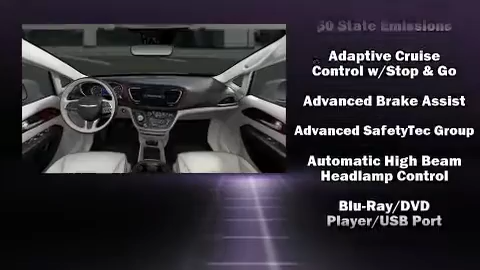 50 State Emissions
Adaptive Cruise
Control w/Stop & Go
Advanced Brake Assist
Advanced SafetyTec Group
Automatic High Beam
Headlamp Control
Blu-Ray/DVD
Player/USB Port